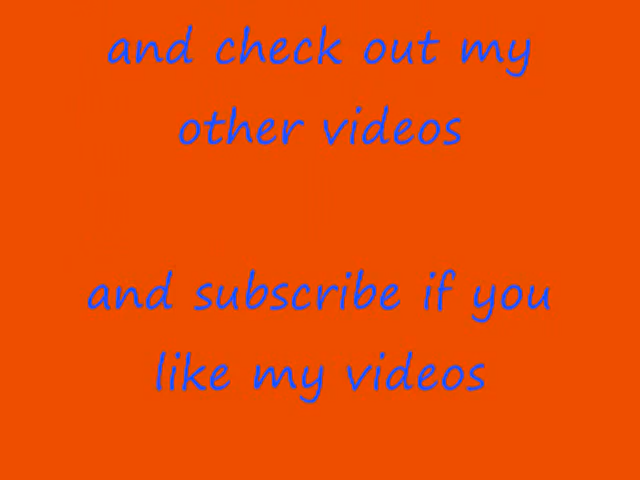 and check out my
other videos
and subscribe if you
like my videos